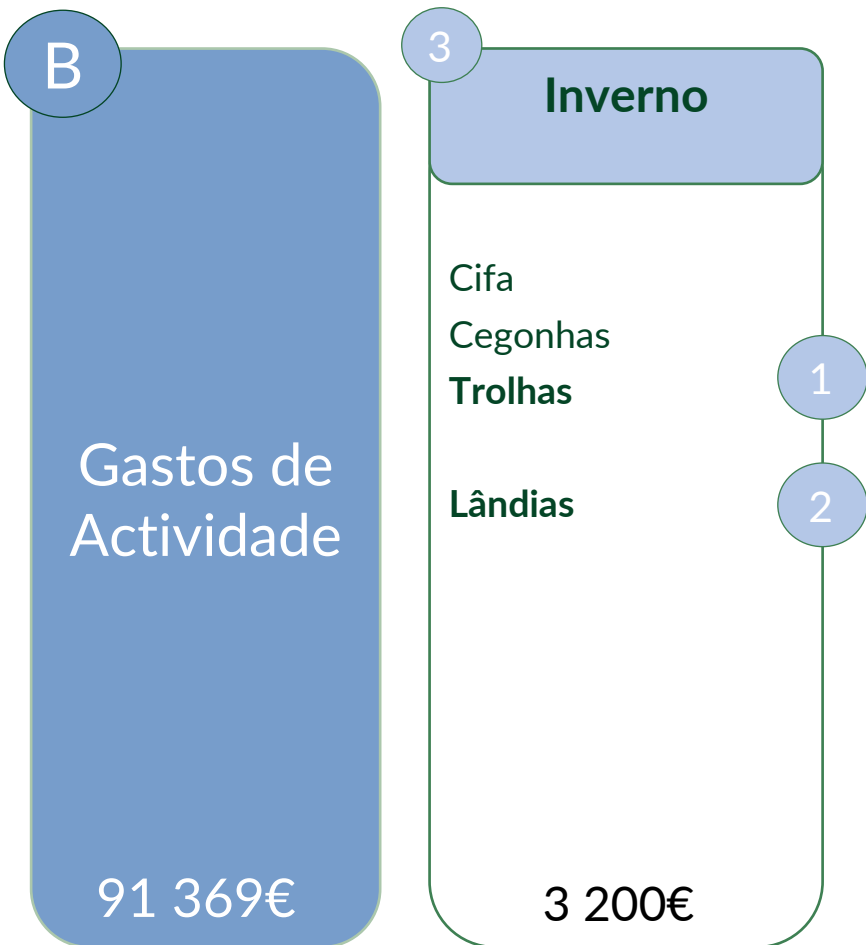 B
Gastos de
Actividade
91 369€
3
Inverno
Cifa
Cegonhas
Trolhas
1
Lândias
2
3 200€